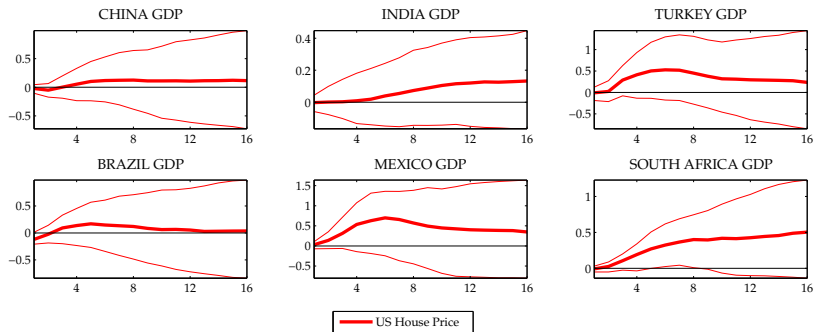 CHINA GDP
0.5
0
−0.5
4 8 12 16
INDIA GDP
0.4
0.2
0
4 8 12 16
TURKEY GDP
1
0.5
0
−0.5
4 8 12 16
BRAZIL GDP
0.5
0
−0.5
4 8 12 16
MEXICO GDP
1.5
1
0.5
0
−0.5
4 8 12 16
SOUTH AFRICA GDP
1
0.5
0
4 8 12 16
US House Price